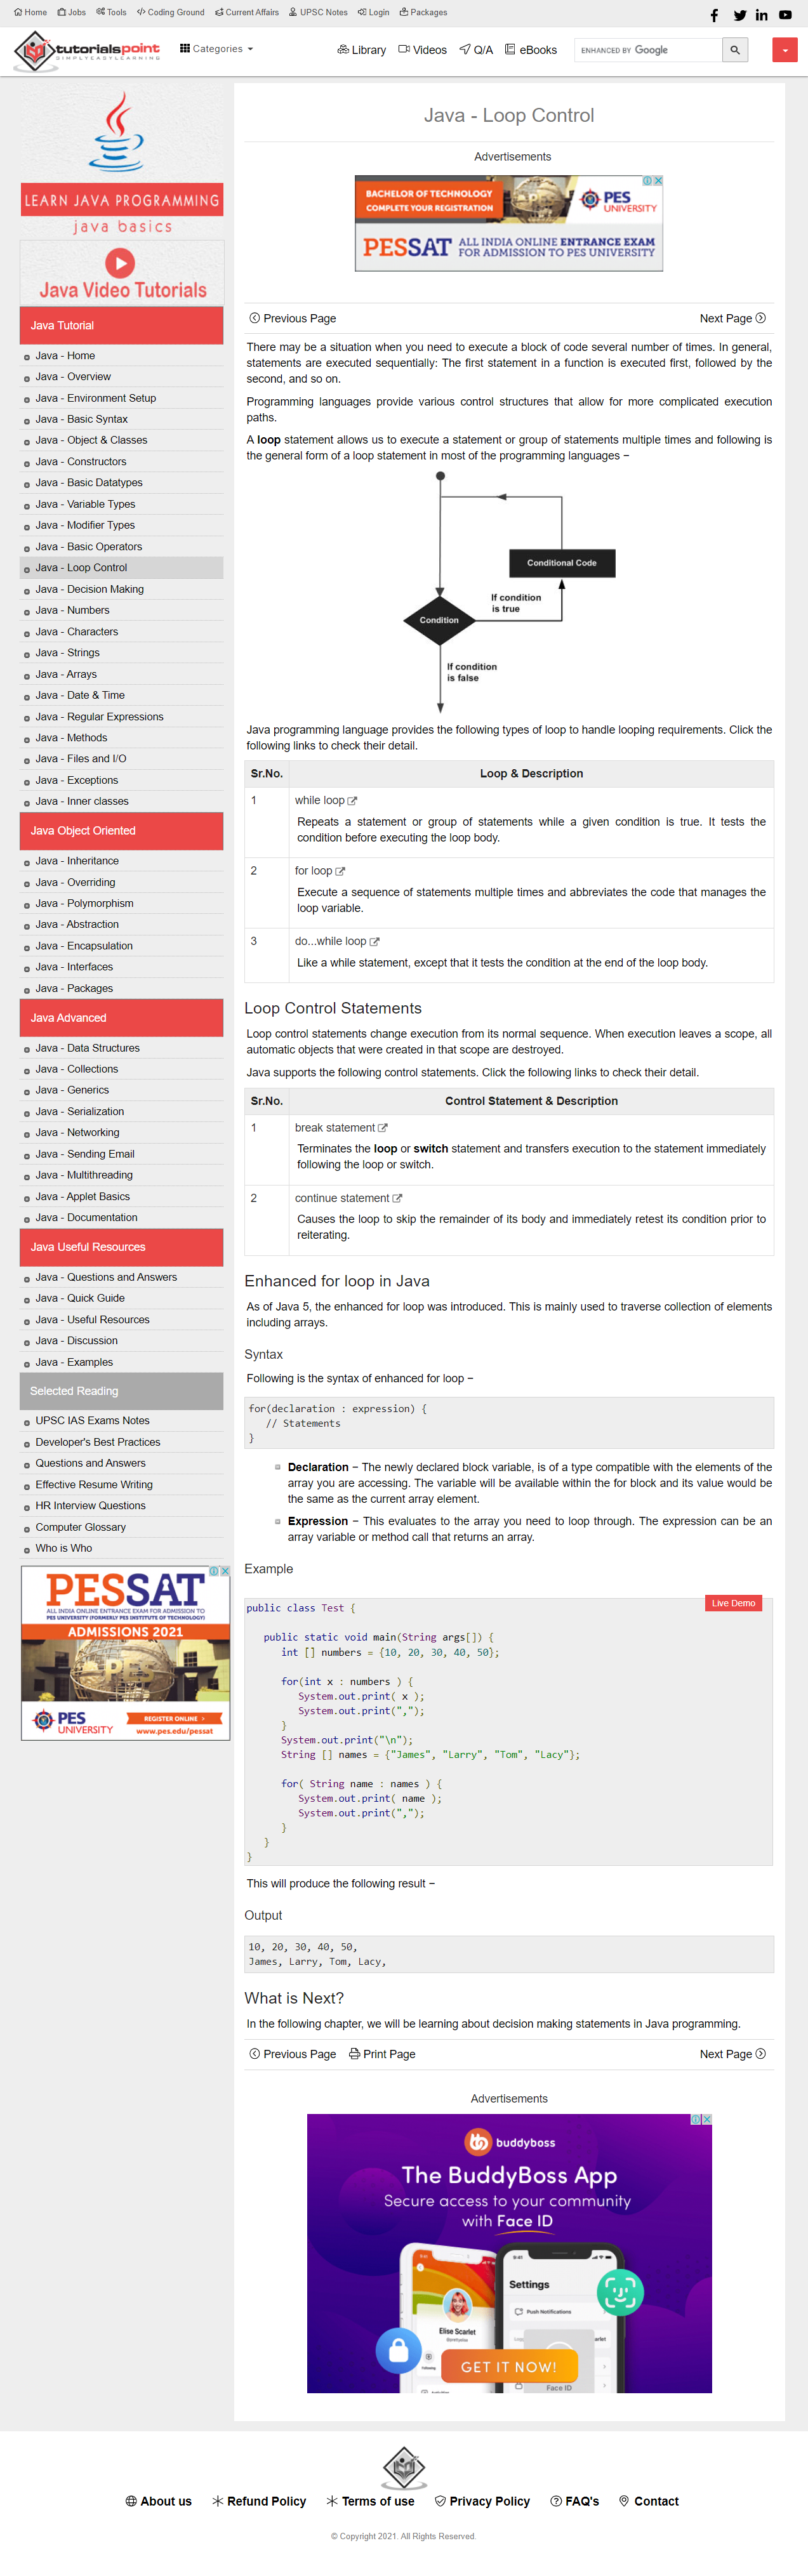 Home Jobs Tools Coding Ground Current Affairs UPSC Notes Login Packages
tutorialspoint
SIMPLYEASYLEARNING
Categories
Library Videos Q/A eBooks
ENHANCED BY Google
LEARN JAVA PROGRAMMING
java basics
Java Video Tutorials
Java Tutorial
Java - Home
Java - Overview
Java - Environment Setup
Java - Basic Syntax
Java - Object & Classes
Java - Constructors
Java - Basic Datatypes
Java - Variable Types
Java - Modifier Types
Java - Basic Operators
Java - Loop Control
Java - Decision Making
Java - Numbers
Java - Characters
Java - Strings
Java - Arrays
Java - Date & Time
Java - Regular Expressions
Java - Methods
Java - Files and I/O
Java - Exceptions
Java - Inner classes
Java Object Oriented
Java - Inheritance
Java - Overriding
Java - Polymorphism
Java - Abstraction
Java - Encapsulation
Java - Interfaces
Java - Packages
Java Advanced
Java - Data Structures
Java - Collections
Java - Generics
Java - Serialization
Java - Networking
Java - Sending Email
Java - Multithreading
Java - Applet Basics
Java - Documentation
Java Useful Resources
Java - Questions and Answers
Java - Quick Guide
Java - Useful Resources
Java - Discussion
Java - Examples
Selected Reading
UPSC IAS Exams Notes
Developer's Best Practices
Questions and Answers
Effective Resume Writing
HR Interview Questions
Computer Glossary
Who is Who
PESSAT
ALL INDIA ONLINE ENTRANCE EXAM FOR ADMISSION TO
PES UNIVERSITY (FORMERLY PES INSTITUTE OF TECHNOLOGY)
ADMISSIONS 2021
PES
UNIVERSITY
REGISTER ONLINE
www.pes.edu/pessat
Java - Loop Control
Advertisements
BACHELOR OF TECHNOLOGY
COMPLETE YOUR REGISTRATION
PES
UNIVERSITY
PESSAT ALL INDIA ONLINE ENTRANCE EXAM
FOR ADMISSION TO PES UNIVERSITY
Previous Page Next Page
There may be a situation when you need to execute a block of code several number of times. In general,
statements are executed sequentially: The first statement in a function is executed first, followed by the
second, and so on.
Programming languages provide various control structures that allow for more complicated execution
paths.
A loop statement allows us to execute a statement or group of statements multiple times and following is
the general form of a loop statement in most of the programming languages −
Conditional Code
If condition
is true
Condition
If condition
is false
Java programming language provides the following types of loop to handle looping requirements. Click the
following links to check their detail.
Sr.No. Loop & Description
1 while loop
Repeats a statement or group of statements while a given condition is true. It tests the
condition before executing the loop body.
2 for loop
Execute a sequence of statements multiple times and abbreviates the code that manages the
loop variable.
3 do...while loop
Like a while statement, except that it tests the condition at the end of the loop body.
Loop Control Statements
Loop control statements change execution from its normal sequence. When execution leaves a scope, all
automatic objects that were created in that scope are destroyed.
Java supports the following control statements. Click the following links to check their detail.
Sr.No. Control Statement & Description
1 break statement
Terminates the loop or switch statement and transfers execution to the statement immediately
following the loop or switch.
2 continue statement
Causes the loop to skip the remainder of its body and immediately retest its condition prior to
reiterating.
Enhanced for loop in Java
As of Java 5, the enhanced for loop was introduced. This is mainly used to traverse collection of elements
including arrays.
Syntax
Following is the syntax of enhanced for loop −
for(declaration : expression) {
// Statements
}
Declaration − The newly declared block variable, is of a type compatible with the elements of the
array you are accessing. The variable will be available within the for block and its value would be
the same as the current array element.
Expression − This evaluates to the array you need to loop through. The expression can be an
array variable or method call that returns an array.
Example
Live Demo
public class Test {
public static void main(String args[]) {
int [] numbers = {10, 20, 30, 40, 50};
for(int x : numbers ) {
System.out.print( x );
System.out.print(",");
}
System.out.print("\n");
String [] names = {"James", "Larry", "Tom", "Lacy"};
for( String name : names ) {
System.out.print( name );
System.out.print(",");
}
}
}
This will produce the following result −
Output
10, 20, 30, 40, 50,
James, Larry, Tom, Lacy,
What is Next?
In the following chapter, we will be learning about decision making statements in Java programming.
Previous Page Print Page Next Page
Advertisements
buddyboss
The BuddyBoss App
Secure access to your community
with Face ID
Elise Scarlet
Settings
Push Notifications
Face ID
GET IT NOW!
About us Refund Policy Terms of use Privacy Policy FAQ's Contact
© Copyright 2021. All Rights Reserved.